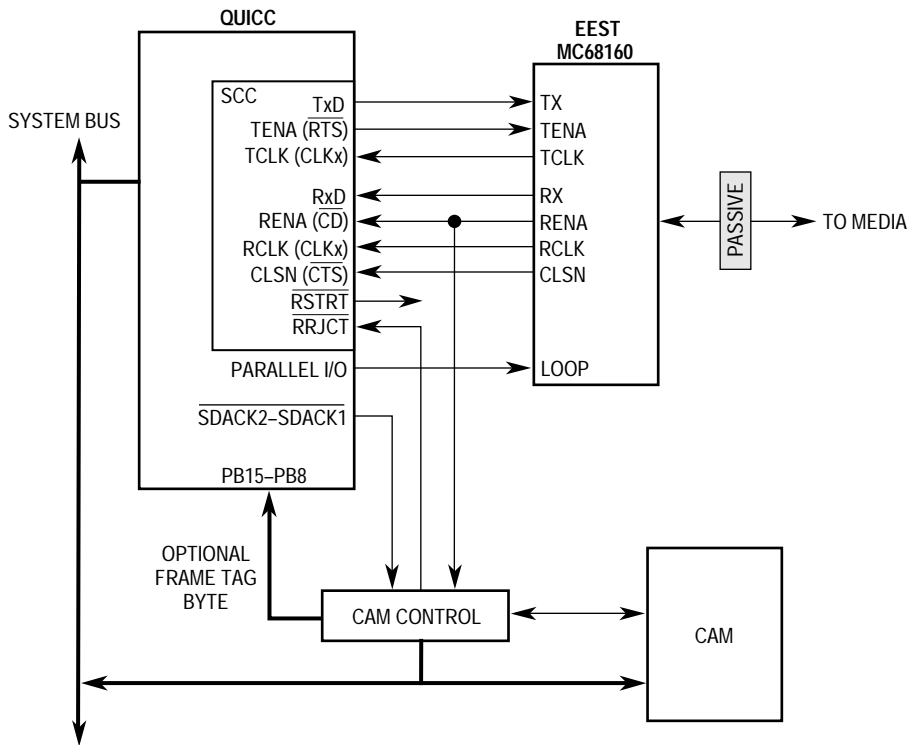 QUICC
EEST
MC68160
SYSTEM BUS
SCC
TxD
TENA (RTS)
TCLK (CLKx)
RxD
RENA (CD)
RCLK (CLKx)
CLSN (CTS)
RSTRT
RRJCT
PARALLEL I/O
SDACK2–SDACK1
PB15–PB8
TX
TENA
TCLK
RX
RENA
RCLK
CLSN
LOOP
PASSIVE
TO MEDIA
OPTIONAL
FRAME TAG
BYTE
CAM CONTROL
CAM